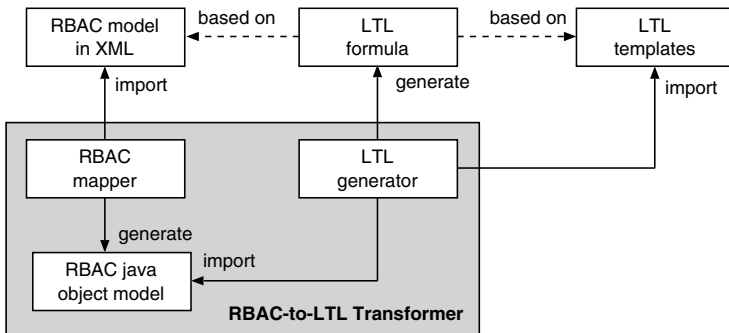 RBAC model
in XML
based on
LTL
formula
based on
LTL
templates
import
generate
import
RBAC
mapper
LTL
generator
generate
RBAC java
object model
import
RBAC-to-LTL Transformer